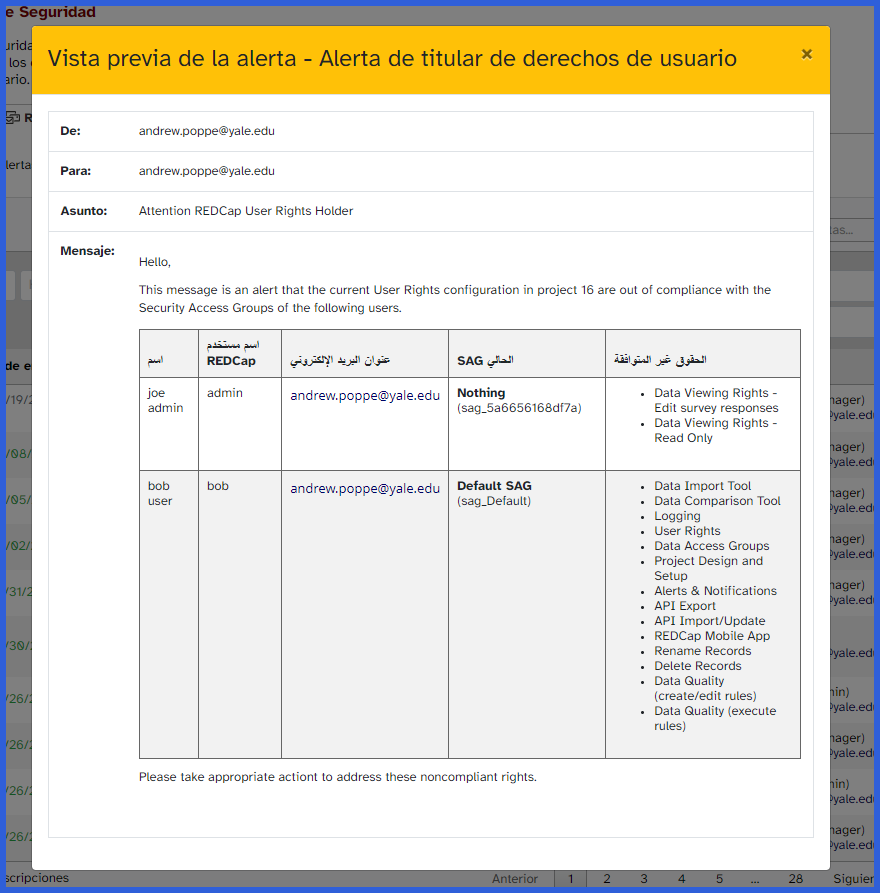 e Seguridad
Vista previa de la alerta - Alerta de titular de derechos de usuario
×
De: andrew.poppe@yale.edu
Para: andrew.poppe@yale.edu
Asunto: Attention REDCap User Rights Holder
Mensaje:
Hello,
This message is an alert that the current User Rights configuration in project 16 are out of compliance with the
Security Access Groups of the following users.
اسم
اسم مستخدم
REDCap
عنوان البريد الإلكتروني
SAG الحالي
الحقوق غير المتوافقة
joe
admin
admin
andrew.poppe@yale.edu
Nothing
(sag_5a6656168df7a)
• Data Viewing Rights -
Edit survey responses
• Data Viewing Rights -
Read Only
bob
user
bob
andrew.poppe@yale.edu
Default SAG
(sag_Default)
• Data Import Tool
• Data Comparison Tool
• Logging
• User Rights
• Data Access Groups
• Project Design and
Setup
• Alerts & Notifications
• API Export
• API Import/Update
• REDCap Mobile App
• Rename Records
• Delete Records
• Data Quality
(create/edit rules)
• Data Quality (execute
rules)
Please take appropriate actiont to address these noncompliant rights.
Anterior 1 2 3 4 5 ... 28